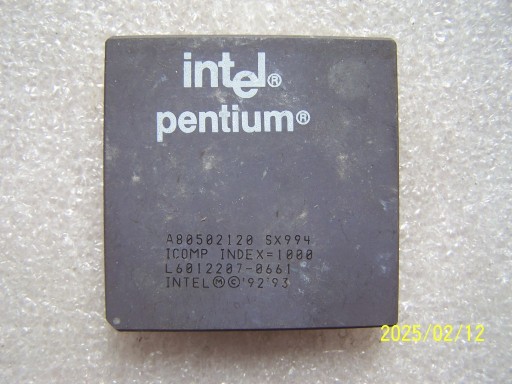 intel®
pentium®
A80502120 SX994
ICOMP INDEX=1000
L6012207-0661
INTEL Ⓜ © '92 '93
2025/02/12